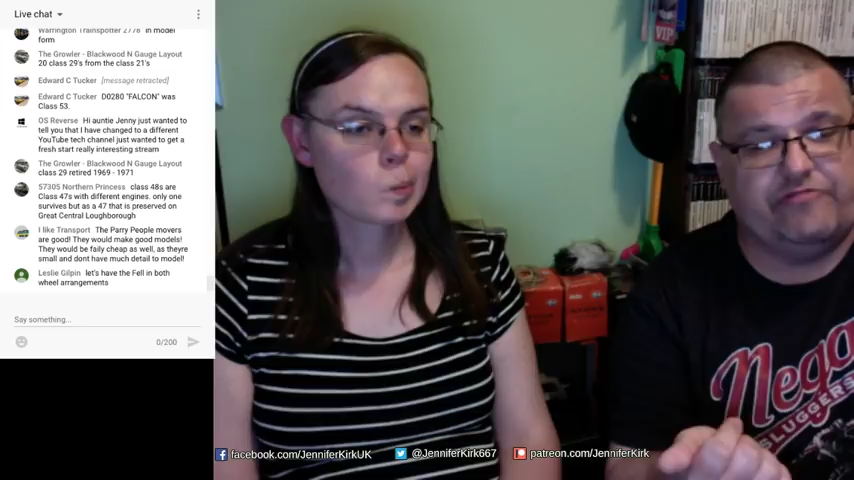 Live chat
Warrington Trainspotter 2778 in model
form
The Growler - Blackwood N Gauge Layout
20 class 29's from the class 21's
Edward C Tucker [message retracted]
Edward C Tucker D0280 "FALCON" was
Class 53.
OS Reverse Hi auntie Jenny just wanted to
tell you that I have changed to a different
YouTube tech channel just wanted to get a
fresh start really interesting stream
The Growler - Blackwood N Gauge Layout
class 29 retired 1969 - 1971
57305 Northern Princess class 48s are
Class 47s with different engines. only one
survives but as a 47 that is preserved on
Great Central Loughborough
I like Transport The Parry People movers
are good! They would make good models!
They would be faily cheap as well, as theyre
small and dont have much detail to model!
Leslie Gilpin let's have the Fell in both
wheel arrangements
Say something...
0/200
VIP
SLUGGERS
facebook.com/JenniferKirkUK @JenniferKirk667 patreon.com/JenniferKirk